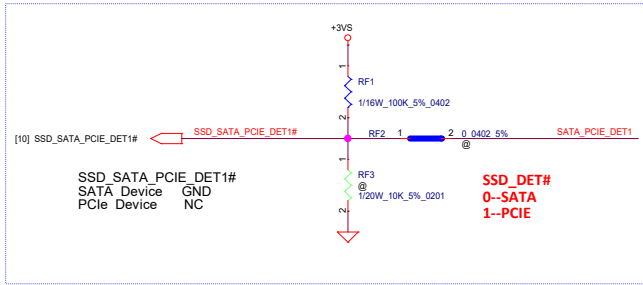 +3VS
1
RF1
1/16W_100K_5%_0402
2
[10] SSD_SATA_PCIE_DET1#
SSD_SATA_PCIE_DET1#
RF2
1
2
0_0402_5%
@
SATA_PCIE_DET1
1
RF3
@
1/20W_10K_5%_0201
2
SSD_SATA_PCIE_DET1#
SATA Device GND
PCIe Device NC
SSD_DET#
0--SATA
1--PCIE